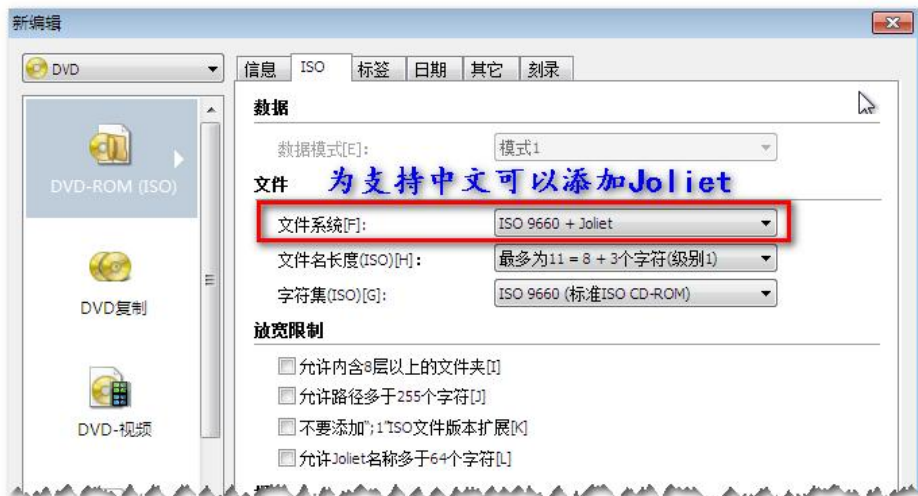 新编辑
DVD
信息 ISO 标签 日期 其它 刻录
数据
数据模式[E]: 模式1
为支持中文可以添加Joliet
文件
文件系统[F]: ISO 9660 + Joliet
文件名长度(ISO)[H]: 最多为11 = 8 + 3个字符(级别1)
字符集(ISO)[G]: ISO 9660 (标准ISO CD-ROM)
放宽限制
允许内含8层以上的文件夹[I]
允许路径多于255个字符[J]
不要添加";1"ISO文件版本扩展[K]
允许Joliet名称多于64个字符[L]
DVD-ROM (ISO)
DVD复制
DVD-视频